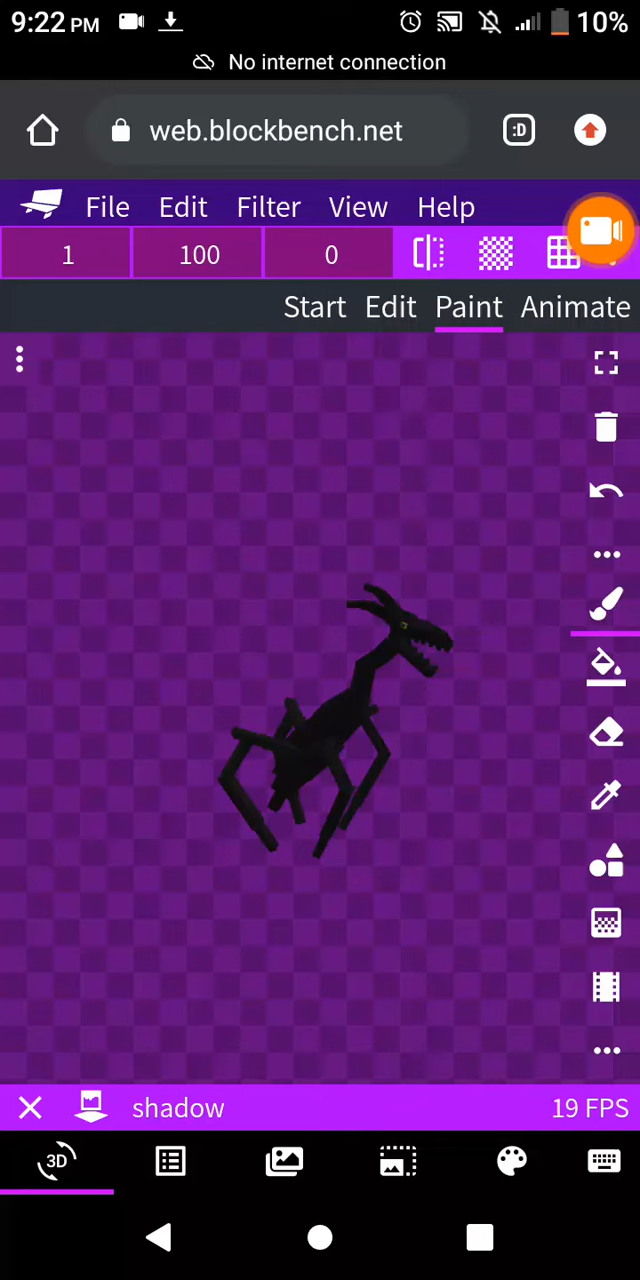 9:22 PM 10%
No internet connection
:D
web.blockbench.net
File Edit Filter View Help
1 100 0
Start Edit Paint Animate
shadow 19 FPS
3D